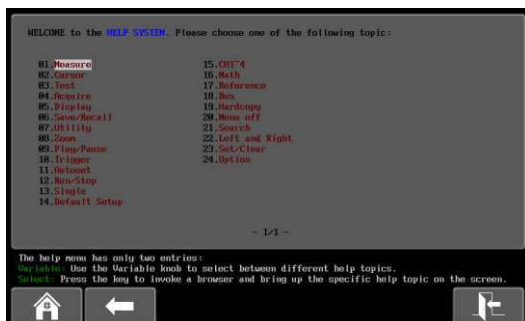 WELCOME to the HELP SYSTEM. Please choose one of the following topic:
01.Measure
02.Cursor
03.Test
04.Acquire
05.Display
06.Save/Recall
07.Utility
08.Zoom
09.Play/Pause
10.Trigger
11.Autoset
12.Run/Stop
13.Single
14.Default Setup
15.CH1~4
16.Math
17.Reference
18.Bus
19.Hardcopy
20.Menu off
21.Search
22.Left and Right
23.Set/Clear
24.Option
- 1/1 -
The help menu has only two entries:
Variable: Use the Variable knob to select between different help topics.
Select: Press the key to invoke a browser and bring up the specific help topic on the screen.